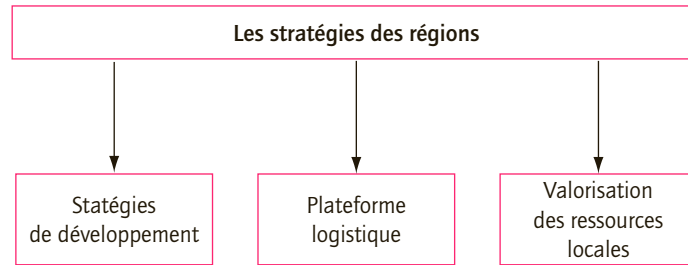 Les stratégies des régions
Statégies
de développement
Plateforme
logistique
Valorisation
des ressources
locales